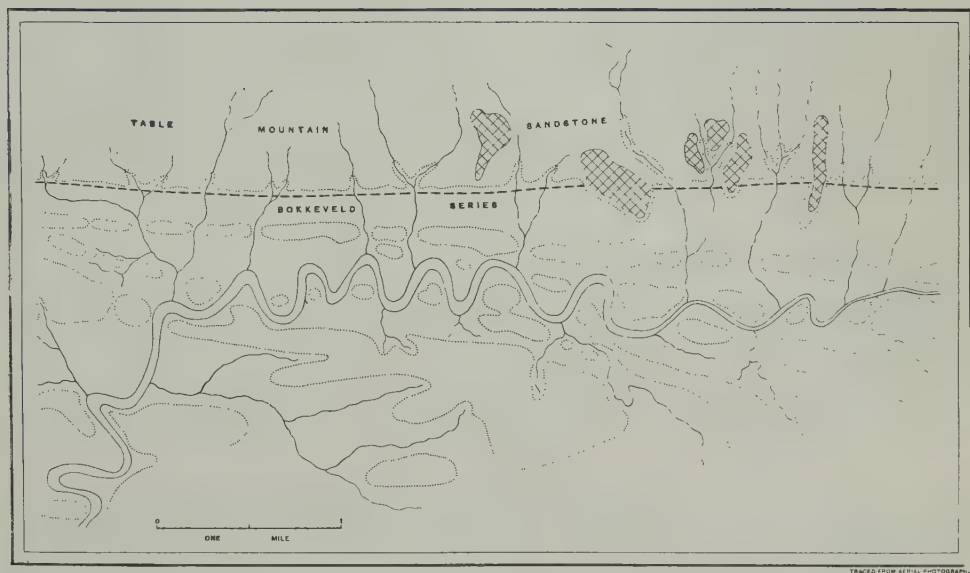 TABLE MOUNTAIN SANDSTONE
BOKKEVELD SERIES
0 1
ONE MILE
TRACED FROM AERIAL PHOTOGRAPH.